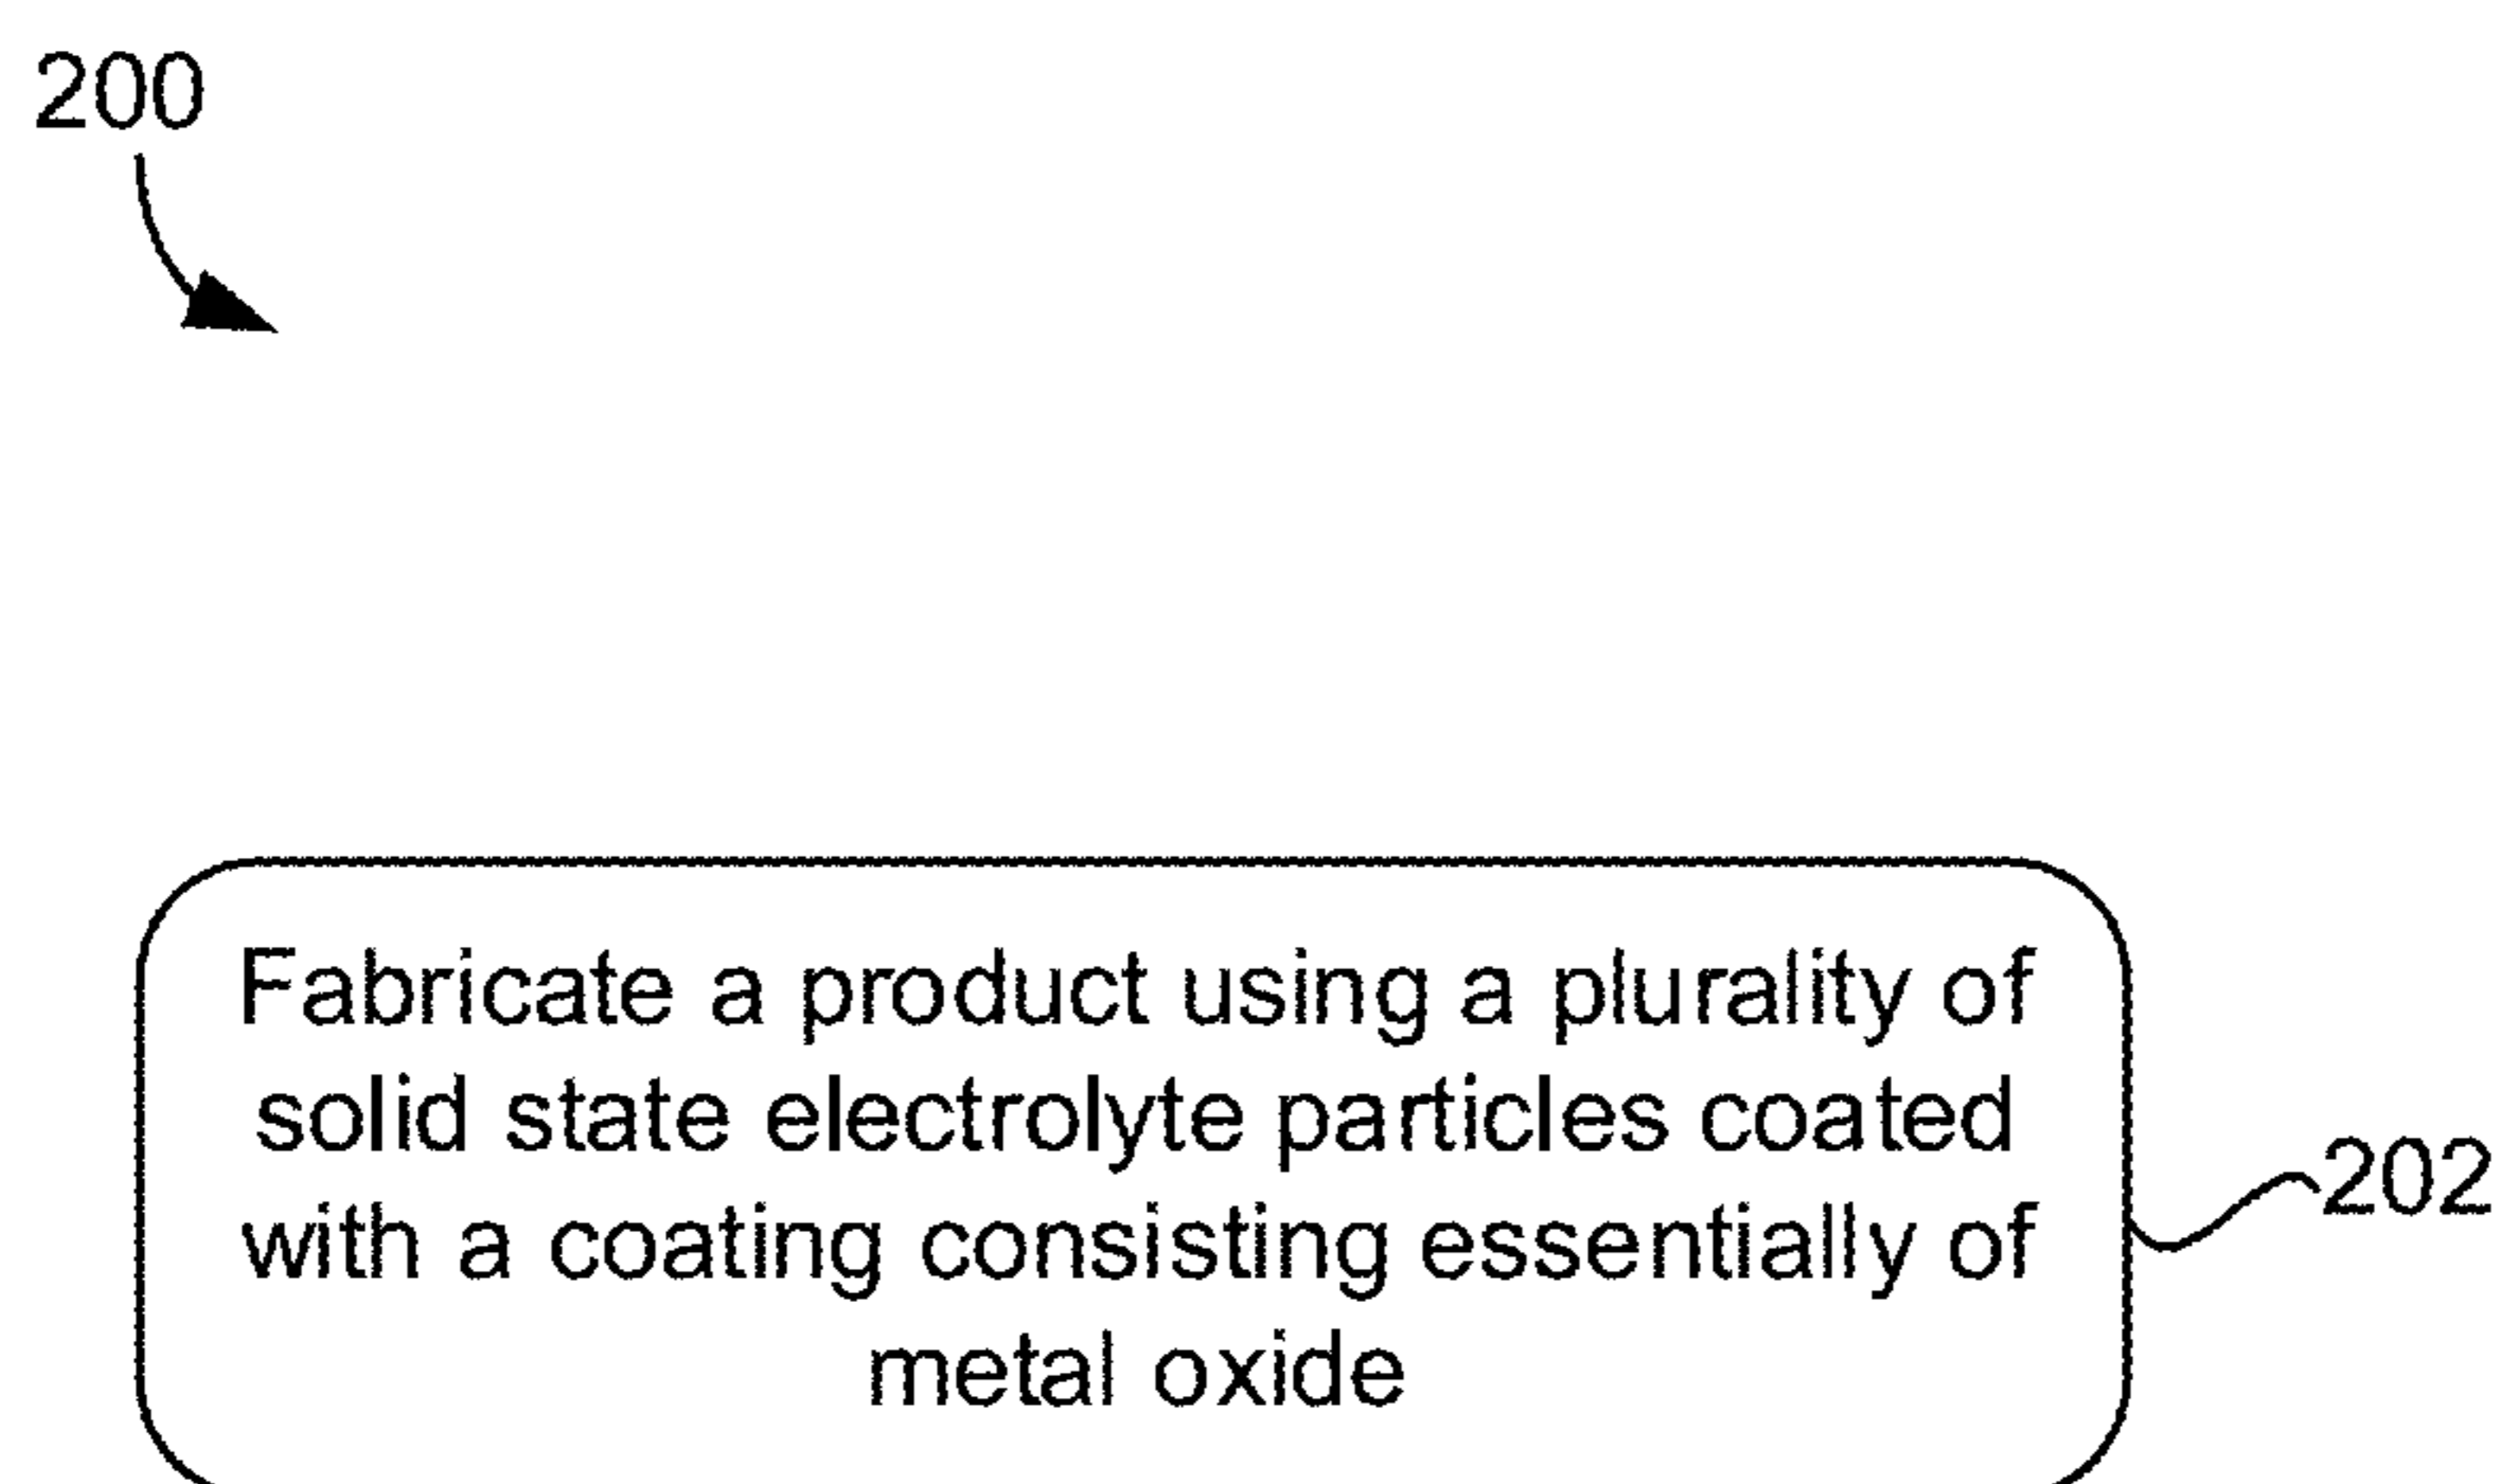 200
Fabricate a product using a plurality of
solid state electrolyte particles coated
with a coating consisting essentially of
metal oxide
202